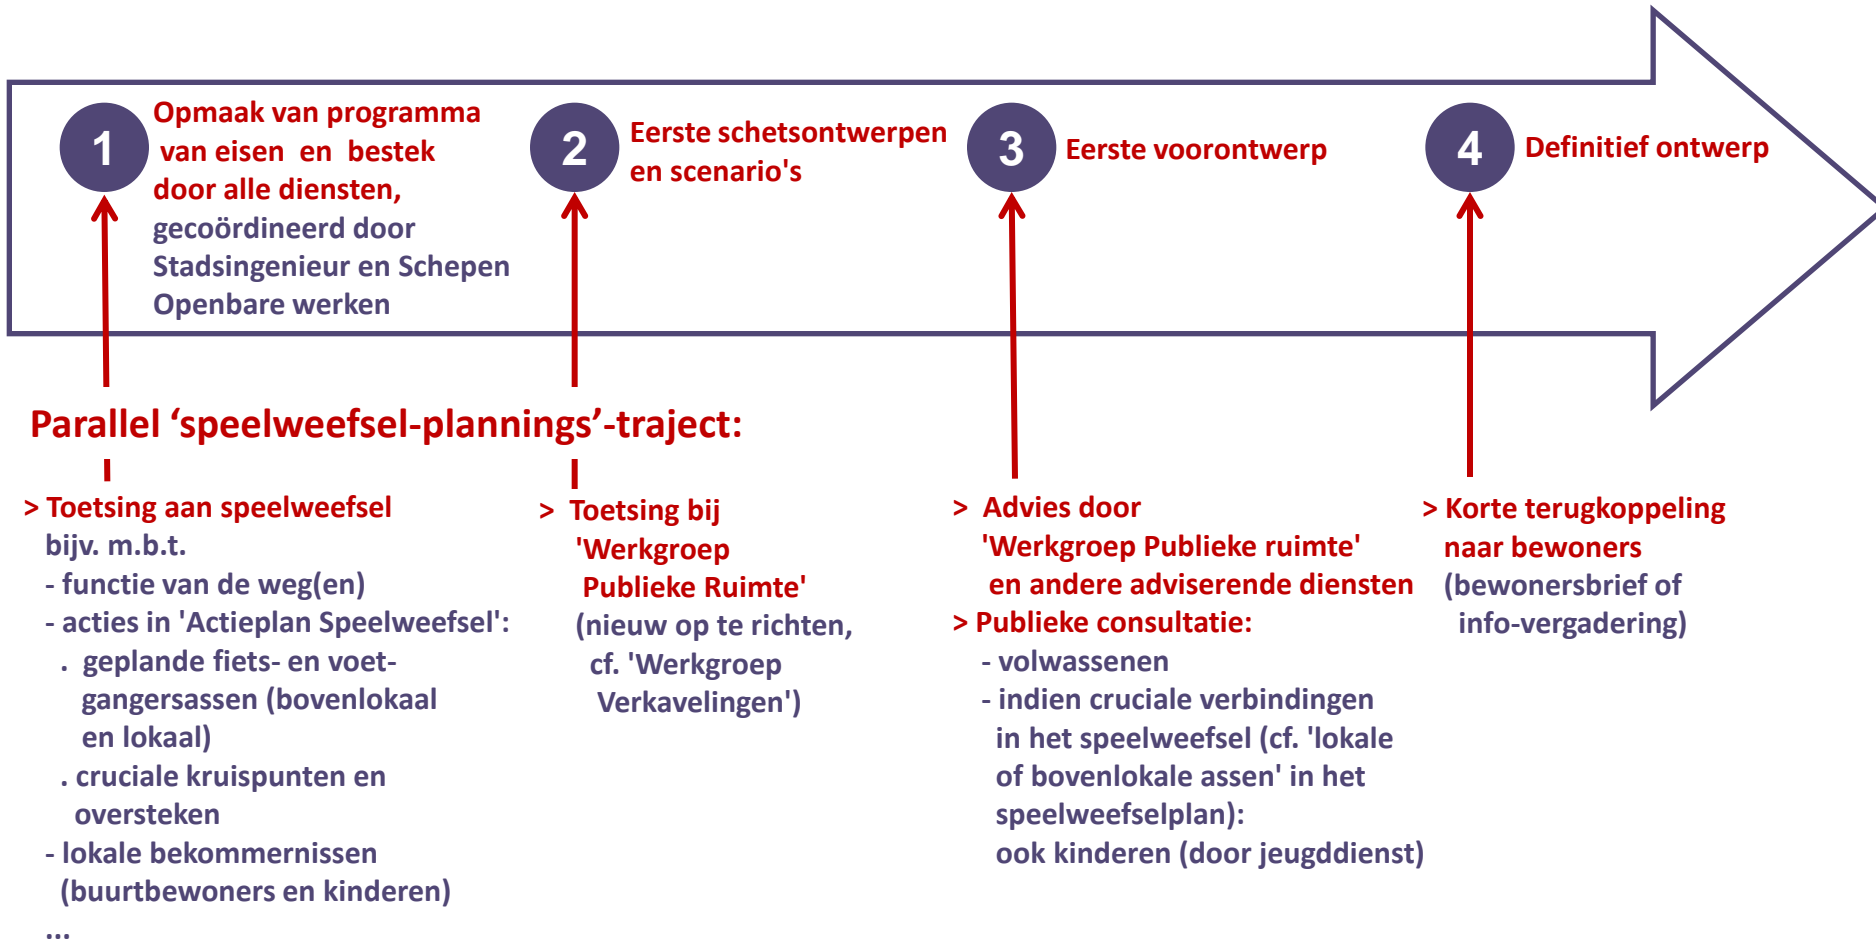 1
Opmaak van programma
van eisen en bestek
door alle diensten,
gecoördineerd door
Stadsingenieur en Schepen
Openbare werken
2
Eerste schetsontwerpen
en scenario's
3
Eerste voorontwerp
4
Definitief ontwerp
Parallel ‘speelweefsel-plannings’-traject:
> Toetsing aan speelweefsel
bijv. m.b.t.
- functie van de weg(en)
- acties in 'Actieplan Speelweefsel':
. geplande fiets- en voet-
gangersassen (bovenlokaal
en lokaal)
. cruciale kruispunten en
oversteken
- lokale bekommernissen
(buurtbewoners en kinderen)
...
> Toetsing bij
'Werkgroep
Publieke Ruimte'
(nieuw op te richten,
cf. 'Werkgroep
Verkavelingen')
> Advies door
'Werkgroep Publieke ruimte'
en andere adviserende diensten
> Publieke consultatie:
- volwassenen
- indien cruciale verbindingen
in het speelweefsel (cf. 'lokale
of bovenlokale assen' in het
speelweefselplan):
ook kinderen (door jeugddienst)
> Korte terugkoppeling
naar bewoners
(bewonersbrief of
info-vergadering)